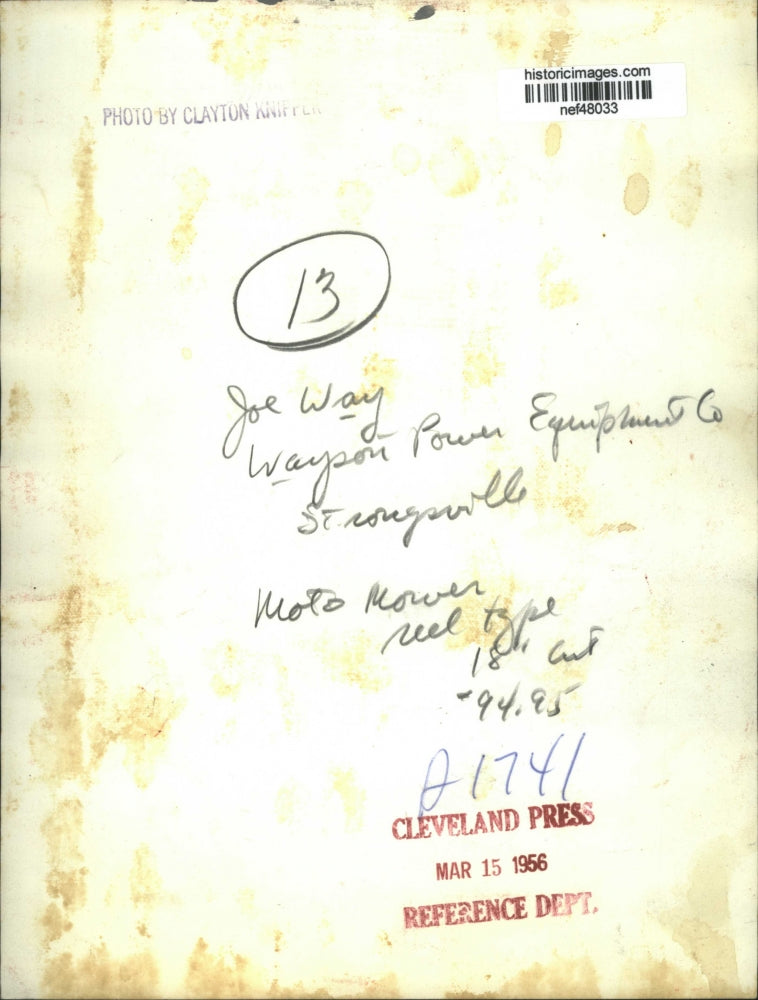 historicimages.com
nef48033
PHOTO BY CLAYTON KNIPPER
13
Joe Way
Wayson Power Equipment Co
Strongsville
Moto Mower
reel type
18" cut
-94.95
A1741
CLEVELAND PRESS
MAR 15 1956
REFERENCE DEPT.